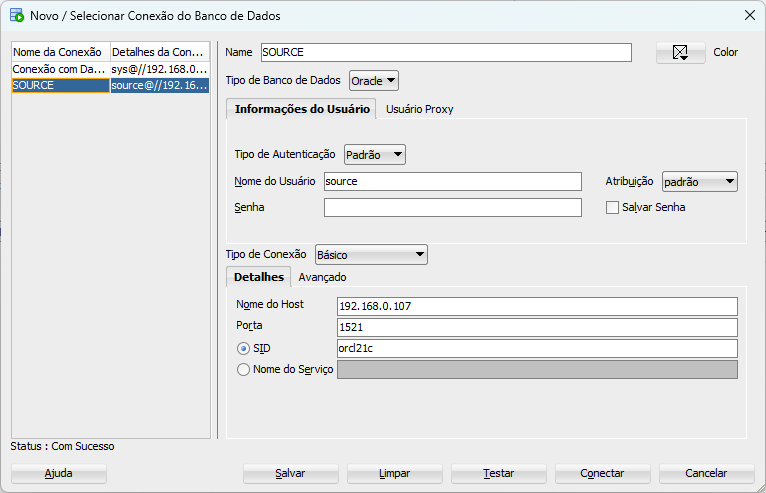 Novo / Selecionar Conexão do Banco de Dados
Nome da Conexão Detalhes da Con...
Conexão com Da... sys@//192.168.0...
SOURCE source@//192.16...
Name SOURCE Color
Tipo de Banco de Dados Oracle
Informações do Usuário Usuário Proxy
Tipo de Autenticação Padrão
Nome do Usuário source Atribuição padrão
Senha Salvar Senha
Tipo de Conexão Básico
Detalhes Avançado
Nome do Host 192.168.0.107
Porta 1521
SID orcl21c
Nome do Serviço
Status : Com Sucesso
Ajuda Salvar Limpar Testar Conectar Cancelar